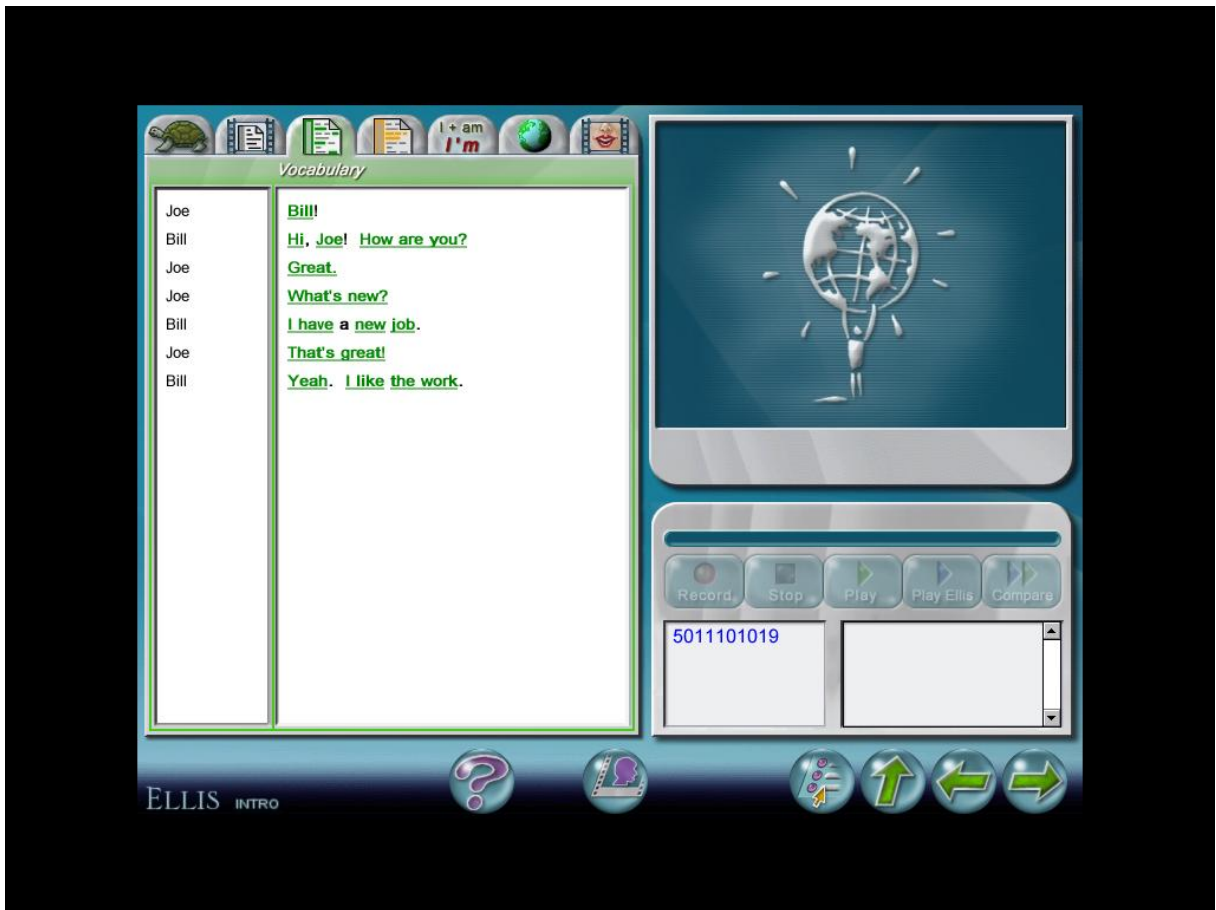 I + am
I'm
Vocabulary
Joe Bill!
Bill Hi, Joe! How are you?
Joe Great.
Joe What's new?
Bill I have a new job.
Joe That's great!
Bill Yeah. I like the work.
Record Stop Play Play Ellis Compare
5011101019
ELLIS INTRO